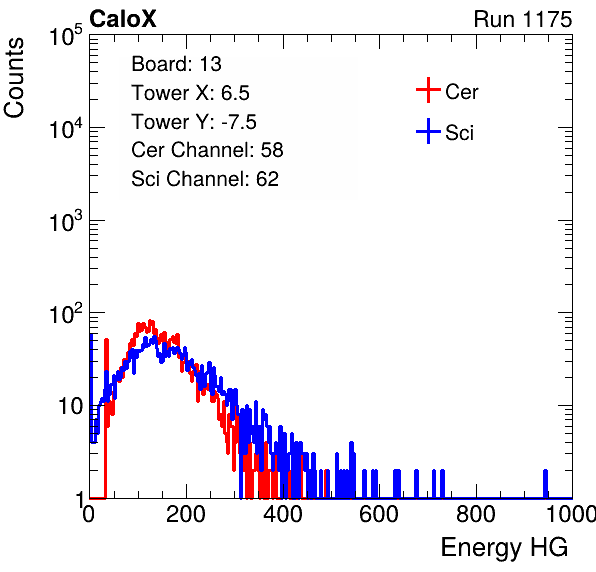 CaloX Run 1175
Counts
10^5
10^4
10^3
10^2
10
1
Board: 13
Tower X: 6.5
Tower Y: -7.5
Cer Channel: 58
Sci Channel: 62
Cer
Sci
0 200 400 600 800 1000
Energy HG